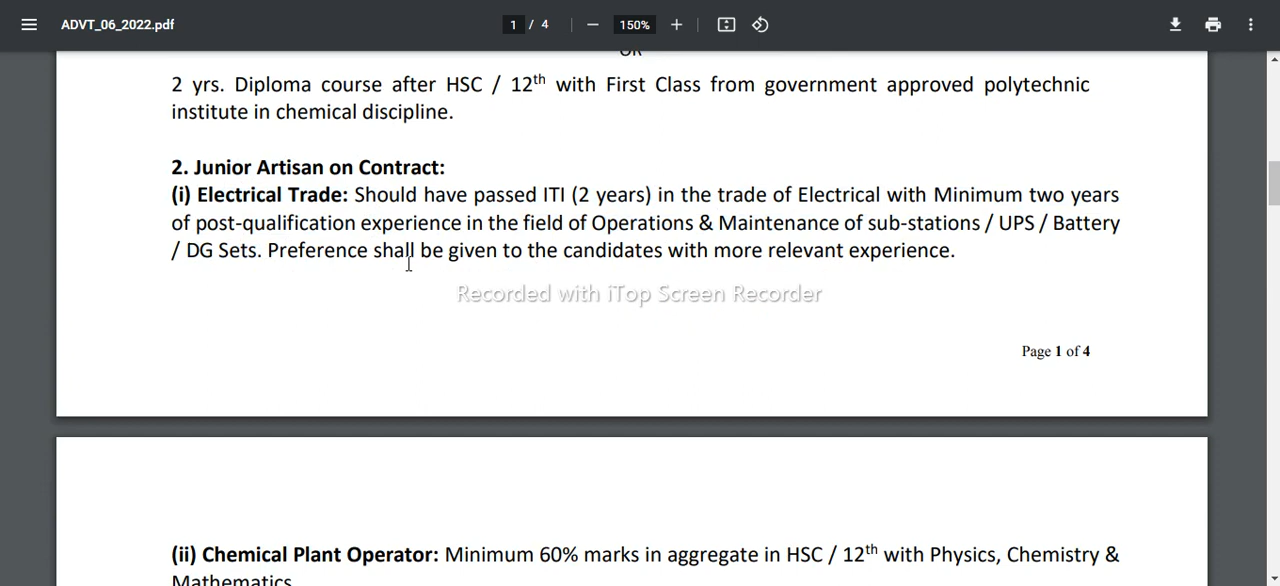 ADVT_06_2022.pdf
1 / 4
150%
OR
2 yrs. Diploma course after HSC / 12th with First Class from government approved polytechnic
institute in chemical discipline.
2. Junior Artisan on Contract:
(i) Electrical Trade: Should have passed ITI (2 years) in the trade of Electrical with Minimum two years
of post-qualification experience in the field of Operations & Maintenance of sub-stations / UPS / Battery
/ DG Sets. Preference shall be given to the candidates with more relevant experience.
Recorded with iTop Screen Recorder
Page 1 of 4
(ii) Chemical Plant Operator: Minimum 60% marks in aggregate in HSC / 12th with Physics, Chemistry &
Mathematics